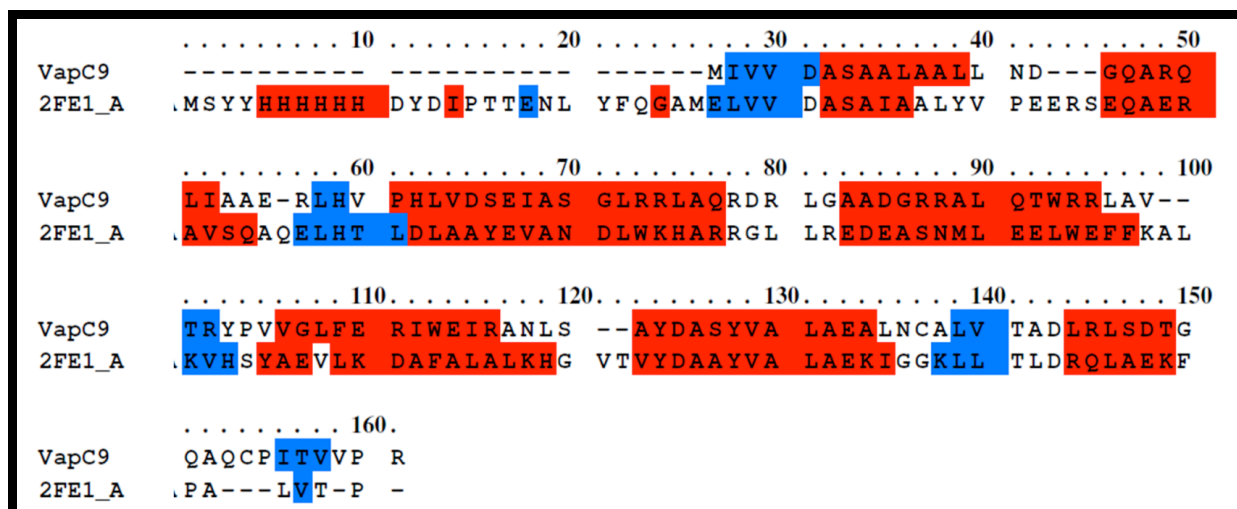 . . . . . . . . . 10 . . . . . . . . . 20 . . . . . . . . . 30 . . . . . . . . . 40 . . . . . . . . . 50
VapC9 ---------- ---------- ------MIVV DASAALAALL ND---GQARQ
2FE1_A AMSYYHHHHHH DYDIPTTENL YFQGAMELVV DASAIAALYV PEERSEQAER
. . . . . . . . . 60 . . . . . . . . . 70 . . . . . . . . . 80 . . . . . . . . . 90 . . . . . . . . . 100
VapC9 LIAAE-RLHV PHLVDSEIAS GLRRLAQRDR LGAADGRRAL QTWRRLAV--
2FE1_A AAVSQAQELHT LDLAAYEVAN DLWKHARRGL LREDEASNML EELWEFFKAL
. . . . . . . . . 110. . . . . . . . . 120. . . . . . . . . 130. . . . . . . . . 140. . . . . . . . . 150
VapC9 TRYPVVGLFE RIWEIRANLS --AYDASYVA LAEALNCALV TADLRLSDTG
2FE1_A KVHSYAEVLK DAFALALKHG VTVYDAAYVA LAEKIGGKLL TLDRQLAEKF
. . . . . . . . . 160.
VapC9 QAQCPITVVP R
2FE1_A PA---LVT-P -